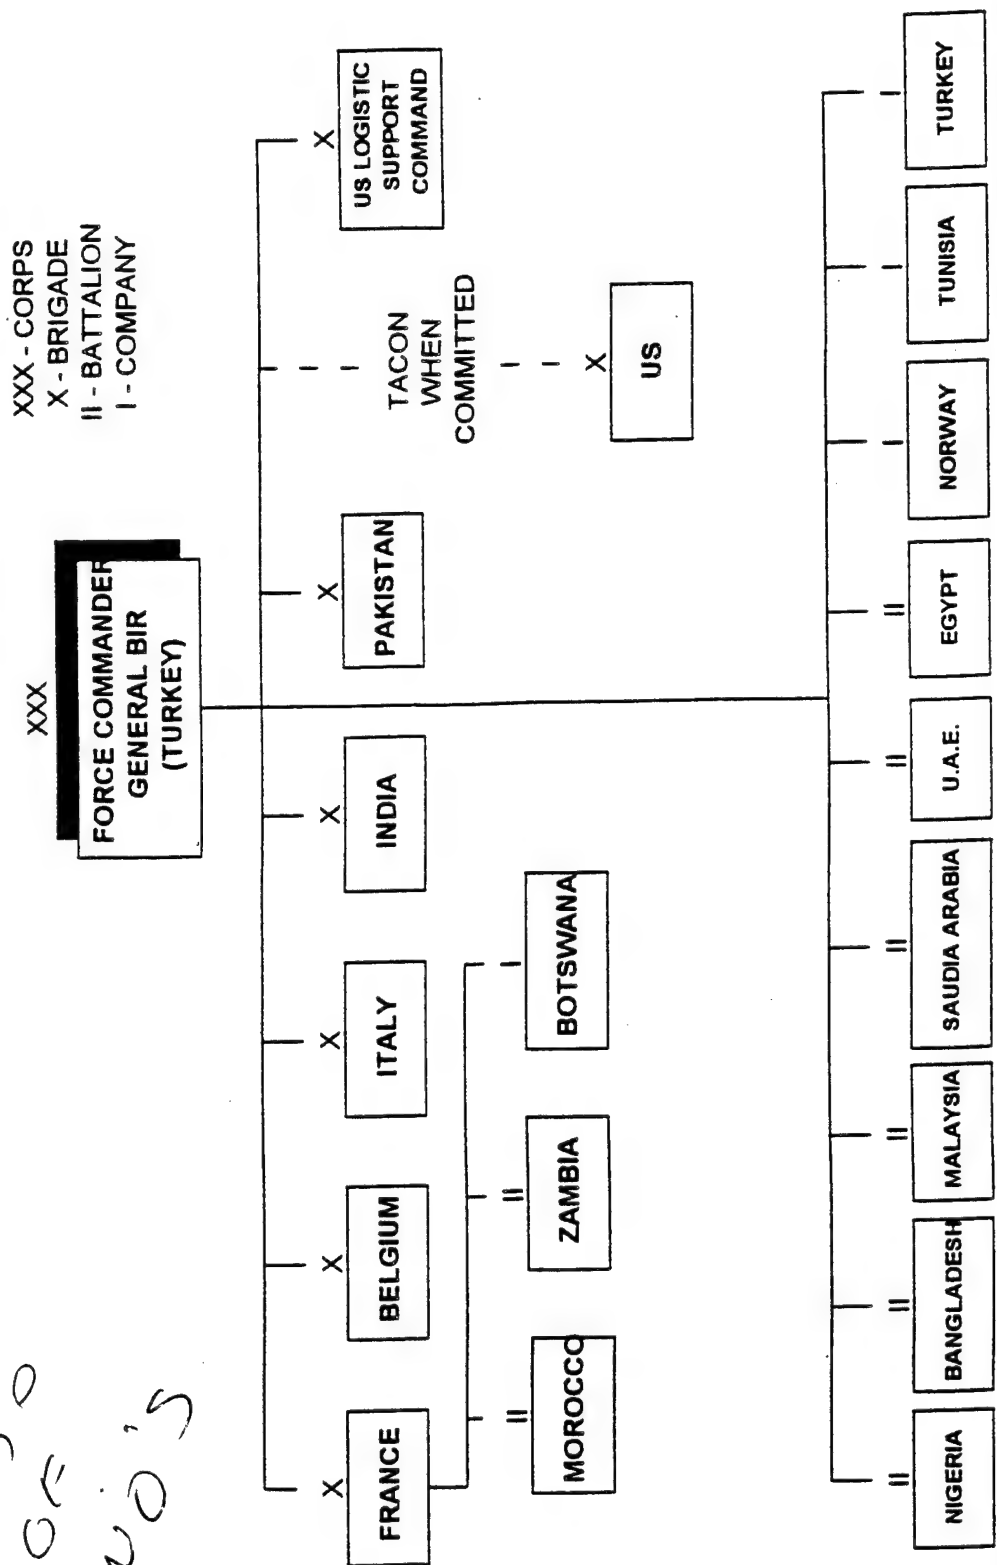 XXX - CORPS
X - BRIGADE
II - BATTALION
I - COMPANY
XXX
FORCE COMMANDER
GENERAL BIR
(TURKEY)
X
FRANCE
X
BELGIUM
X
ITALY
X
INDIA
X
PAKISTAN
TACON
WHEN
COMMITTED
X
US
X
US LOGISTIC
SUPPORT
COMMAND
II
MOROCCO
II
ZAMBIA
I
BOTSWANA
II
NIGERIA
II
BANGLADESH
II
MALAYSIA
II
SAUDIA ARABIA
II
U.A.E.
II
EGYPT
I
NORWAY
I
TUNISIA
I
TURKEY